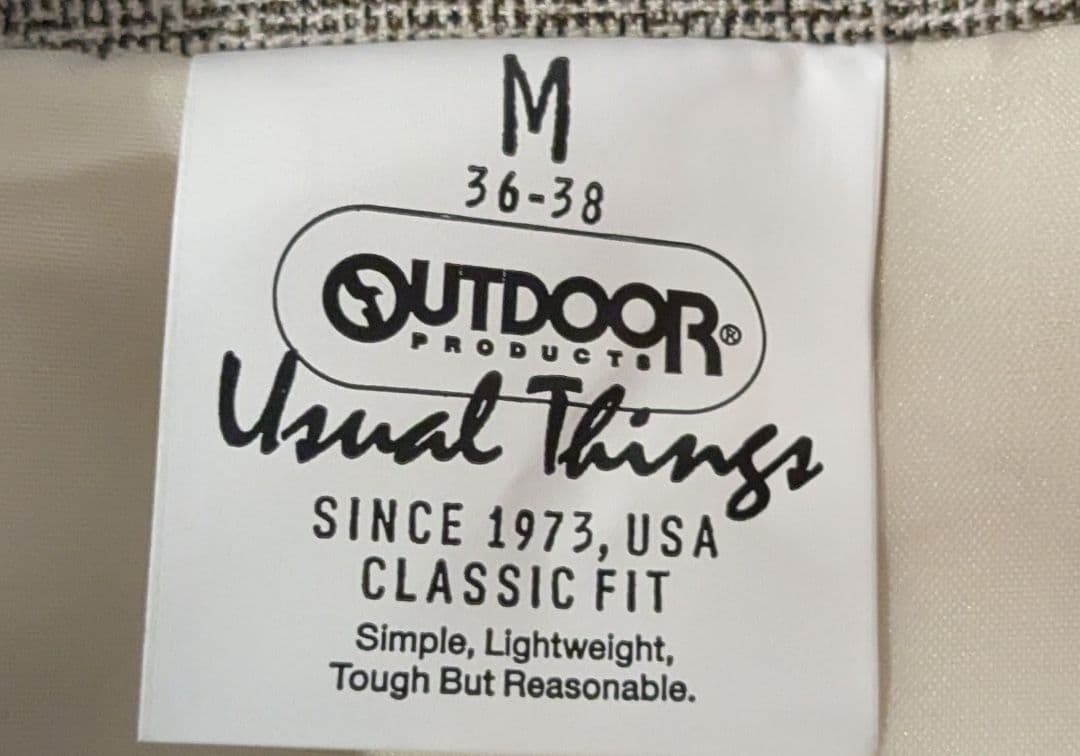 M
36-38
OUTDOOR®
PRODUCTS
Usual Things
SINCE 1973, USA
CLASSIC FIT
Simple, Lightweight,
Tough But Reasonable.